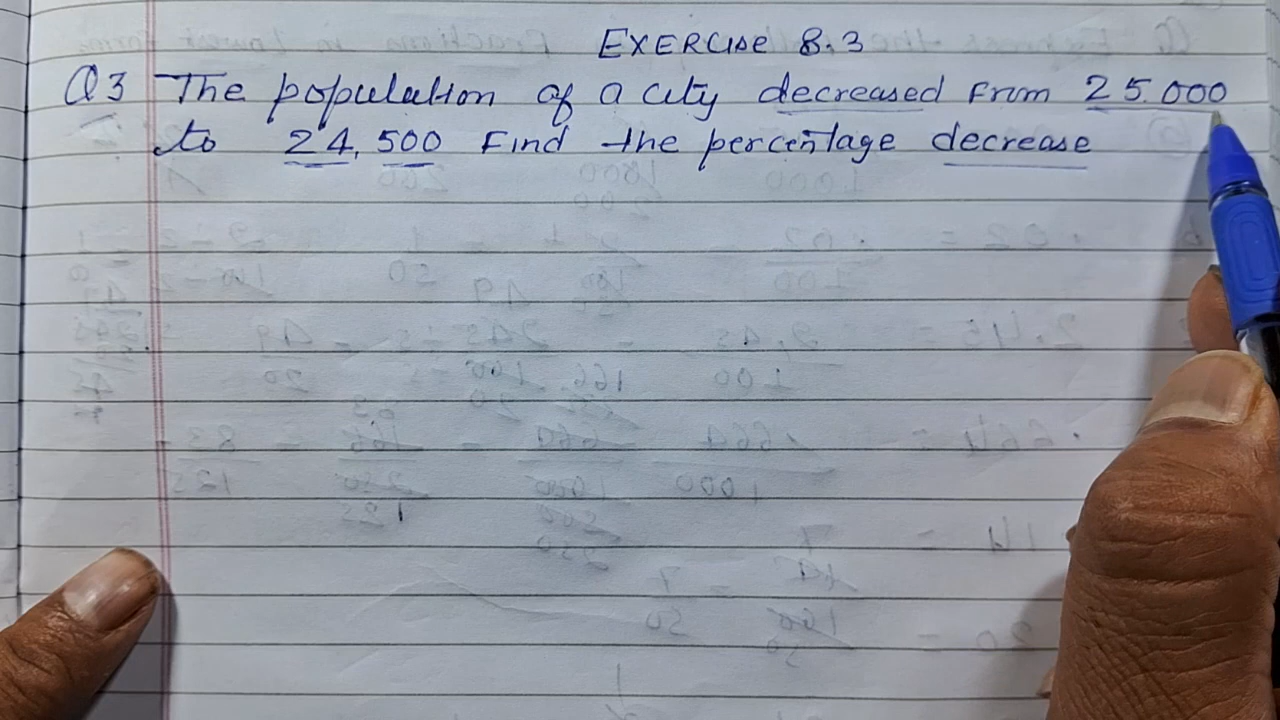 EXERCISE 8.3
Q3 The population of a city decreased From 25.000
to 24,500 Find the percentage decrease